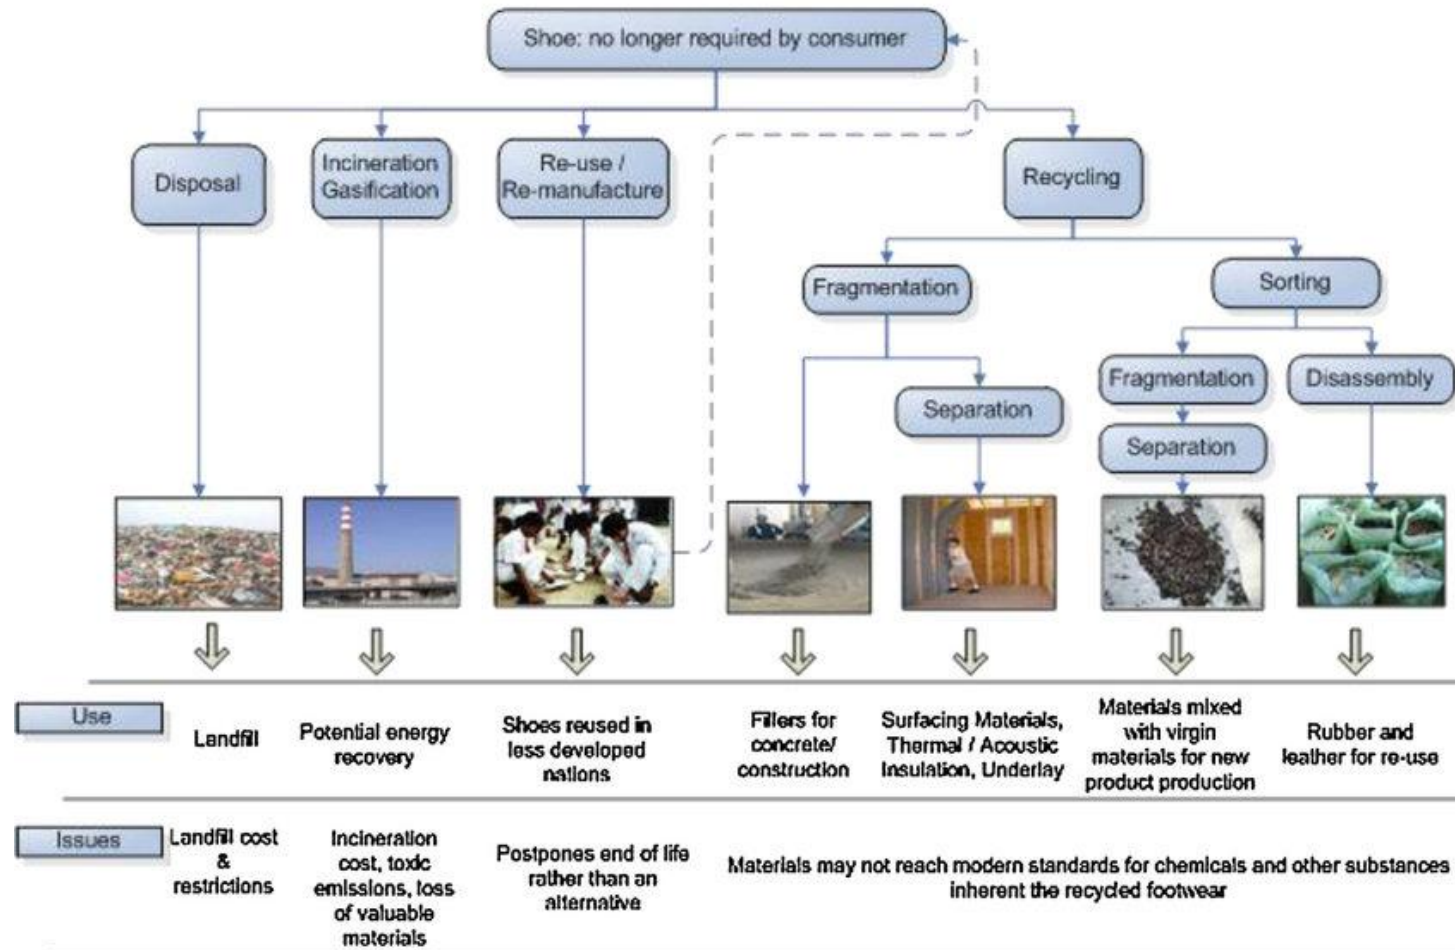 Shoe: no longer required by consumer
Disposal
Incineration
Gasification
Re-use /
Re-manufacture
Recycling
Fragmentation
Sorting
Separation
Fragmentation
Separation
Disassembly
Use
Landfill
Potential energy
recovery
Shoes reused in
less developed
nations
Fillers for
concrete/
construction
Surfacing Materials,
Thermal / Acoustic
Insulation, Underlay
Materials mixed
with virgin
materials for new
product production
Rubber and
leather for re-use
Issues
Landfill cost
&
restrictions
Incineration
cost, toxic
emissions, loss
of valuable
materials
Postpones end of life
rather than an
alternative
Materials may not reach modern standards for chemicals and other substances
inherent the recycled footwear